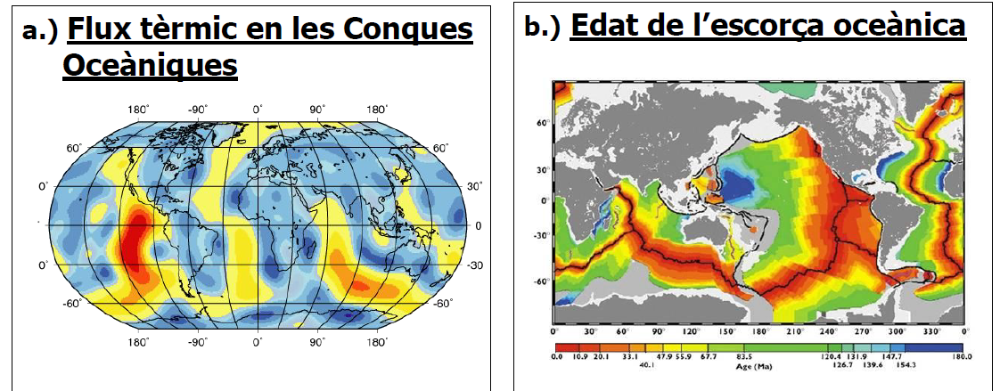 a.) Flux tèrmic en les Conques
Oceàniques
180˚ -90˚ 0˚ 90˚ 180˚
60˚ 60˚
0˚ 30˚
0 0
0˚ -30
-60˚ -60˚
180˚ -90˚ 0˚ 90˚ 180˚
b.) Edat de l’escorça oceànica
60˚
30˚
0˚
-30˚
-60˚
0 30˚ 60˚ 90˚ 120˚ 150˚ 180˚ 210˚ 240˚ 270˚ 300˚ 330˚ 0˚
0.0 10.9 20.1 33.1 47.9 55.9 67.7 83.5 120.4 131.9 147.7 180.0
40.1 Age (Ma) 126.7 139.6 154.3